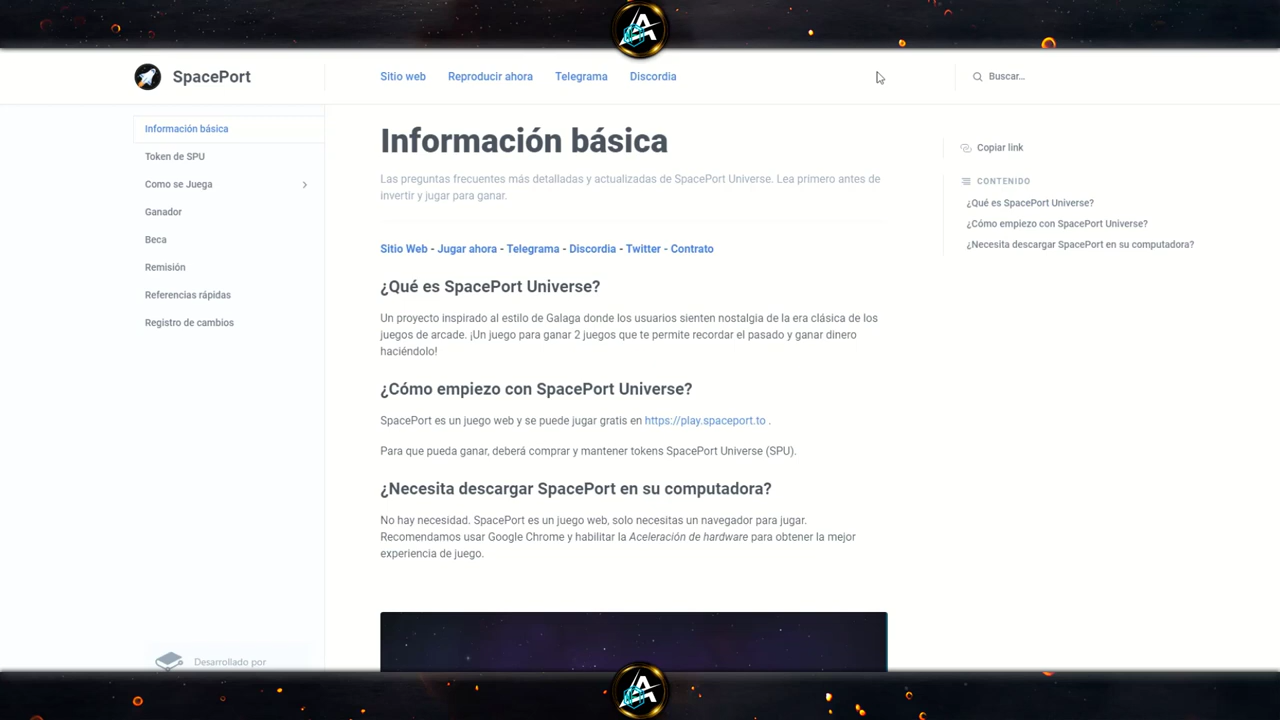 SpacePort
Sitio web
Reproducir ahora
Telegrama
Discordia
Buscar...
Información básica
Token de SPU
Como se Juega
Ganador
Beca
Remisión
Referencias rápidas
Registro de cambios
Desarrollado por
Información básica
Las preguntas frecuentes más detalladas y actualizadas de SpacePort Universe. Lea primero antes de
invertir y jugar para ganar.
Sitio Web - Jugar ahora - Telegrama - Discordia - Twitter - Contrato
¿Qué es SpacePort Universe?
Un proyecto inspirado al estilo de Galaga donde los usuarios sienten nostalgia de la era clásica de los
juegos de arcade. ¡Un juego para ganar 2 juegos que te permite recordar el pasado y ganar dinero
haciéndolo!
¿Cómo empiezo con SpacePort Universe?
SpacePort es un juego web y se puede jugar gratis en https://play.spaceport.to .
Para que pueda ganar, deberá comprar y mantener tokens SpacePort Universe (SPU).
¿Necesita descargar SpacePort en su computadora?
No hay necesidad. SpacePort es un juego web, solo necesitas un navegador para jugar.
Recomendamos usar Google Chrome y habilitar la Aceleración de hardware para obtener la mejor
experiencia de juego.
Copiar link
CONTENIDO
¿Qué es SpacePort Universe?
¿Cómo empiezo con SpacePort Universe?
¿Necesita descargar SpacePort en su computadora?